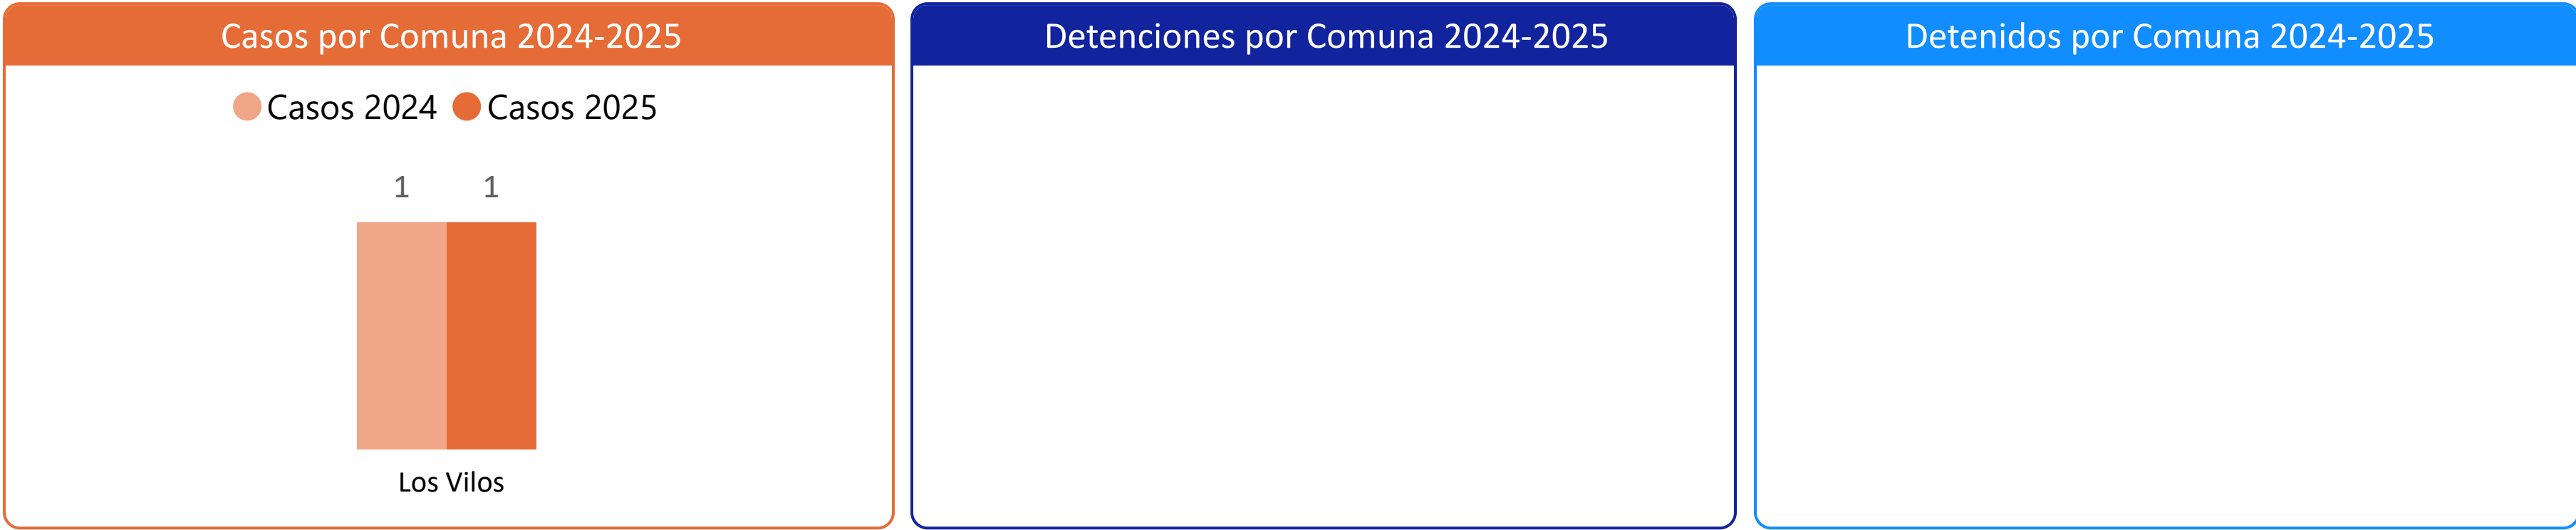 Casos por Comuna 2024-2025
Casos 2024 Casos 2025
1 1
Los Vilos
Detenciones por Comuna 2024-2025
Detenidos por Comuna 2024-2025